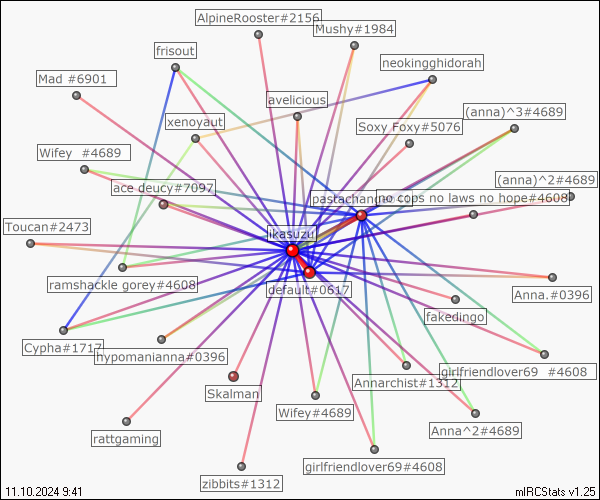 AlpineRooster#2156
Mushy#1984
frisout
neokingghidorah
Mad #6901
avelicious
(anna)^3#4689
xenoyaut
Soxy Foxy#5076
Wifey #4689
(anna)^2#4689
ace deucy#7097
no cops no laws no hope#4608
Toucan#2473
ikasuzu
ramshackle gorey#4608
default#0617
Anna.#0396
fakedingo
Cypha#1717
hypomanianna#0396
girlfriendlover69 #4608
Skalman
Annarchist#1312
Wifey#4689
rattgaming
Anna^2#4689
zibbits#1312
girlfriendlover69#4608
11.10.2024 9:41
mIRCStats v1.25